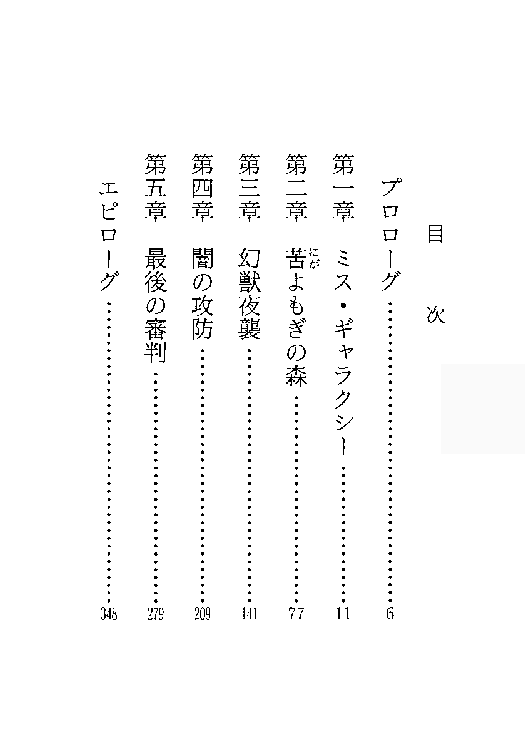 目次
プロローグ……………………………………6
第一章 ミス・ギャラクシー………………11
第二章 苦よもぎの森………………………77
にが
第三章 幻獣夜襲……………………………141
第四章 闇の攻防……………………………209
第五章 最後の審判…………………………279
エピローグ……………………………………348